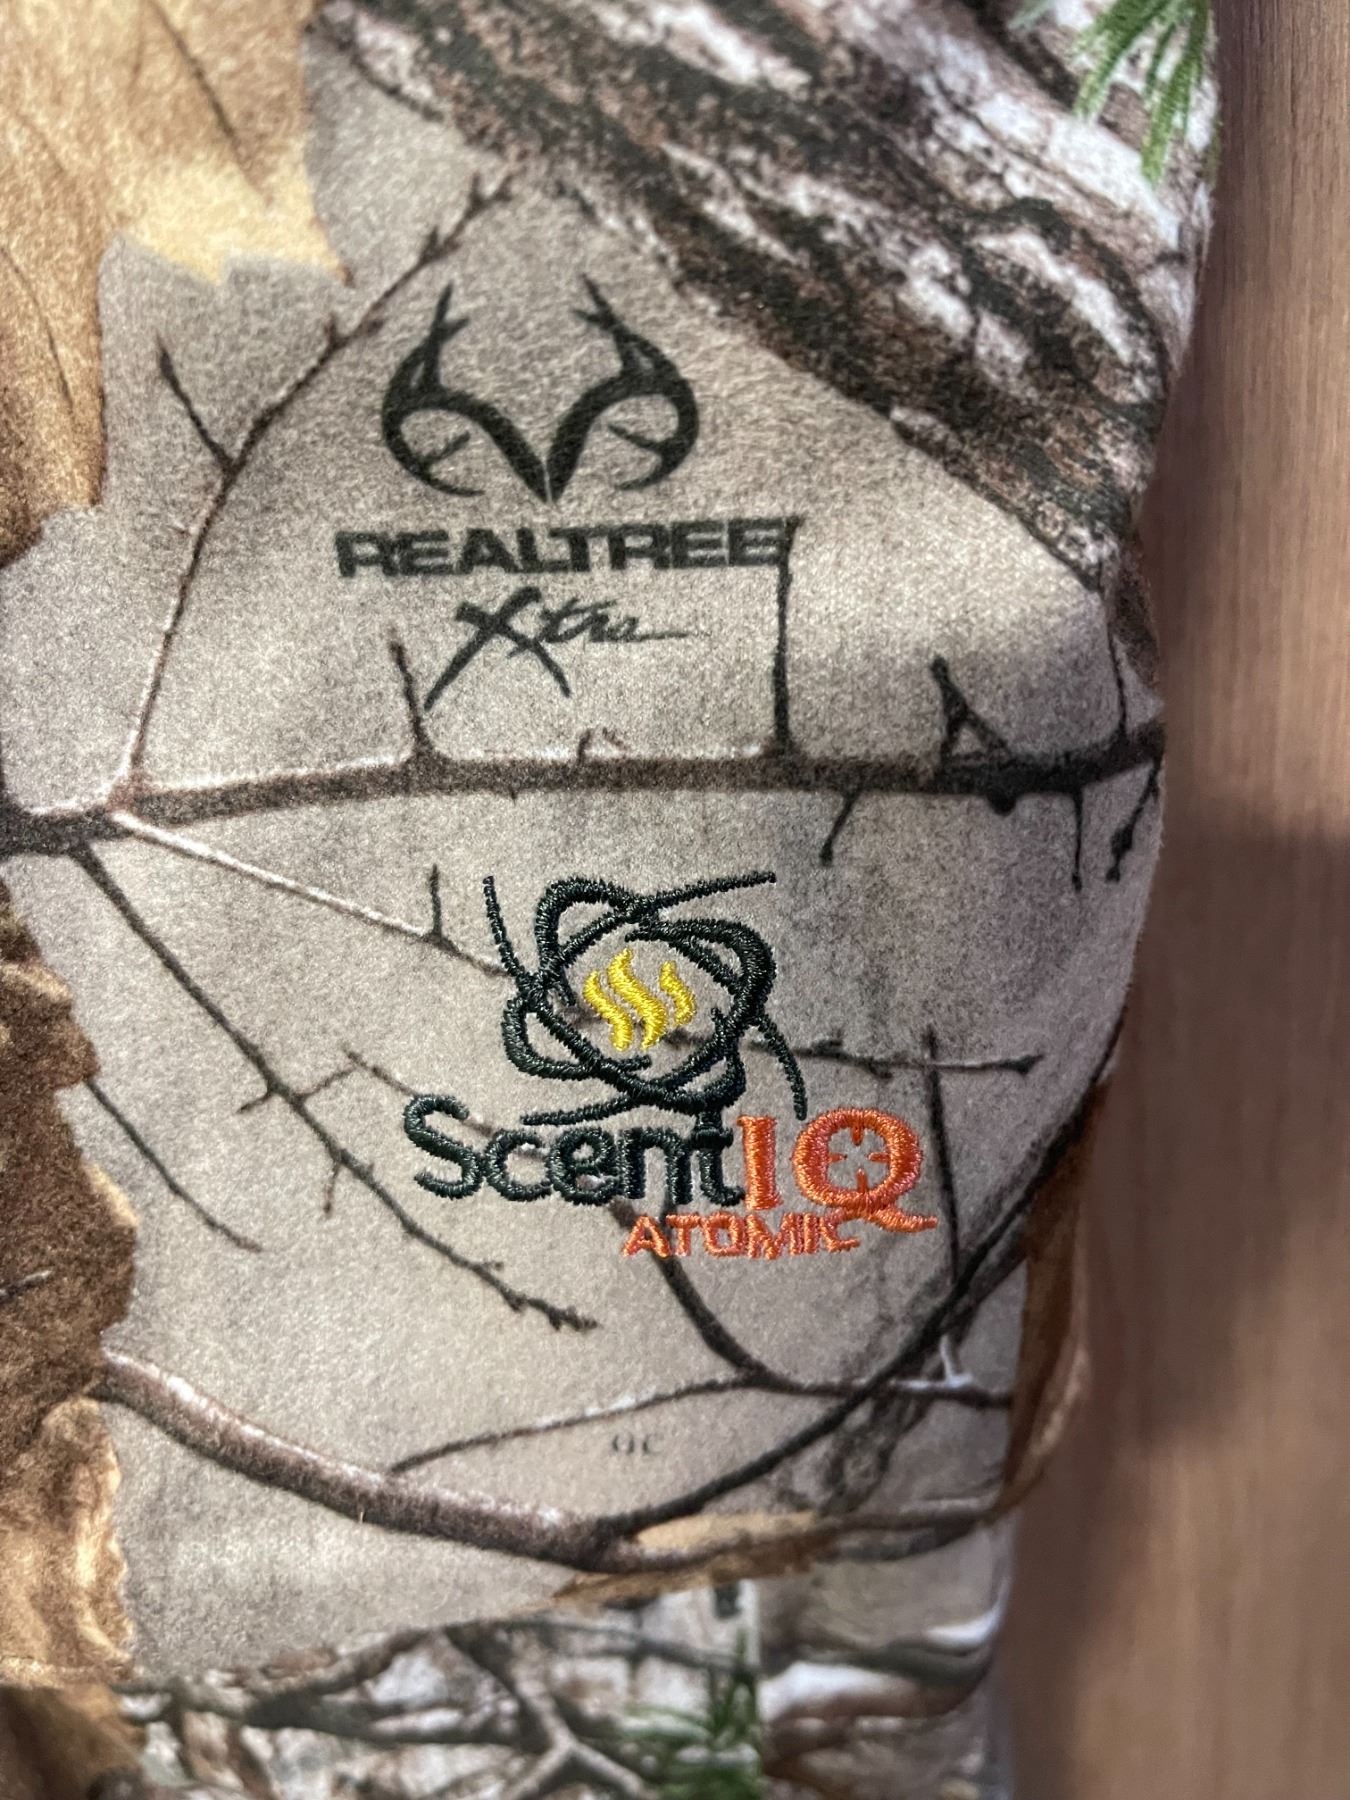 REALTREE
Xtra
ScentIQ
ATOMIC